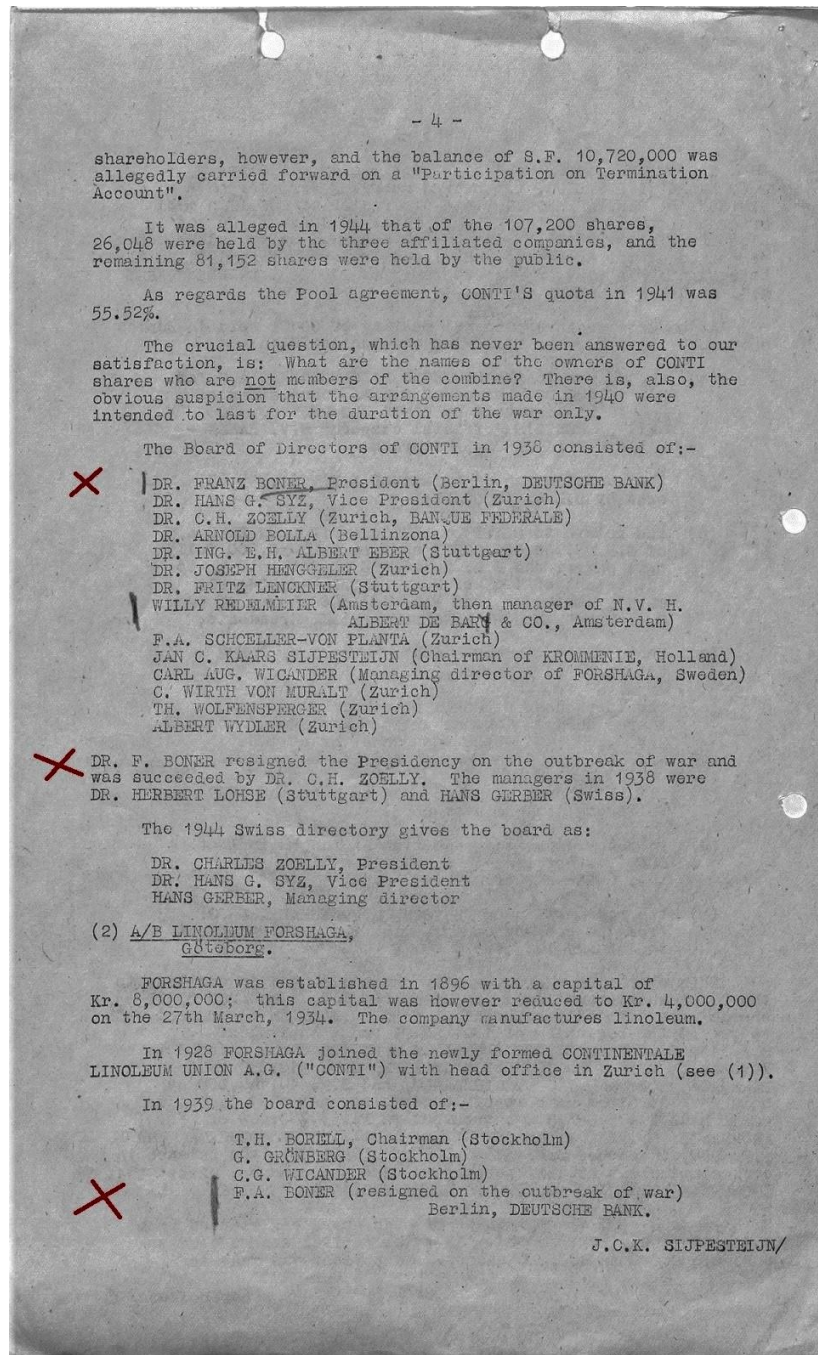 - 4 -
shareholders, however, and the balance of S.F. 10,720,000 was
allegedly carried forward on a "Participation on Termination
Account".
It was alleged in 1944 that of the 107,200 shares,
26,048 were held by the three affiliated companies, and the
remaining 81,152 shares were held by the public.
As regards the Pool agreement, CONTI'S quota in 1941 was
55.52%.
The crucial question, which has never been answered to our
satisfaction, is: What are the names of the owners of CONTI
shares who are not members of the combine? There is, also, the
obvious suspicion that the arrangements made in 1940 were
intended to last for the duration of the war only.
The Board of Directors of CONTI in 1938 consisted of:-
DR. FRANZ BONER, President (Berlin, DEUTSCHE BANK)
DR. HANS G. SYZ, Vice President (Zurich)
DR. C.H. ZOELLY (Zurich, BANQUE FEDERALE)
DR. ARNOLD BOLLA (Bellinzona)
DR. ING. E.H. ALBERT EBER (Stuttgart)
DR. JOSEPH HENGGELER (Zurich)
DR. FRITZ LENCKNER (Stuttgart)
WILLY REDELMEIER (Amsterdam, then manager of N.V. H.
ALBERT DE BARY & CO., Amsterdam)
F.A. SCHOELLER-VON PLANTA (Zurich)
JAN C. KAARS SIJPESTEIJN (Chairman of KROMMENIE, Holland)
CARL AUG. WICANDER (Managing director of FORSHAGA, Sweden)
C. WIRTH VON MURALT (Zurich)
TH. WOLFENSPERGER (Zurich)
ALBERT WYDLER (Zurich)
DR. F. BONER resigned the Presidency on the outbreak of war and
was succeeded by DR. C.H. ZOELLY. The managers in 1938 were
DR. HERBERT LOHSE (Stuttgart) and HANS GERBER (Swiss).
The 1944 Swiss directory gives the board as:
DR. CHARLES ZOELLY, President
DR. HANS G. SYZ, Vice President
HANS GERBER, Managing director
(2) A/B LINOLEUM FORSHAGA,
Göteborg.
FORSHAGA was established in 1896 with a capital of
Kr. 8,000,000; this capital was however reduced to Kr. 4,000,000
on the 27th March, 1934. The company manufactures linoleum.
In 1928 FORSHAGA joined the newly formed CONTINENTALE
LINOLEUM UNION A.G. ("CONTI") with head office in Zurich (see (1)).
In 1939 the board consisted of:-
T.H. BORELL, Chairman (Stockholm)
G. GRÖNBERG (Stockholm)
C.G. WICANDER (Stockholm)
F.A. BONER (resigned on the outbreak of war)
Berlin, DEUTSCHE BANK.
J.C.K. SIJPESTEIJN/